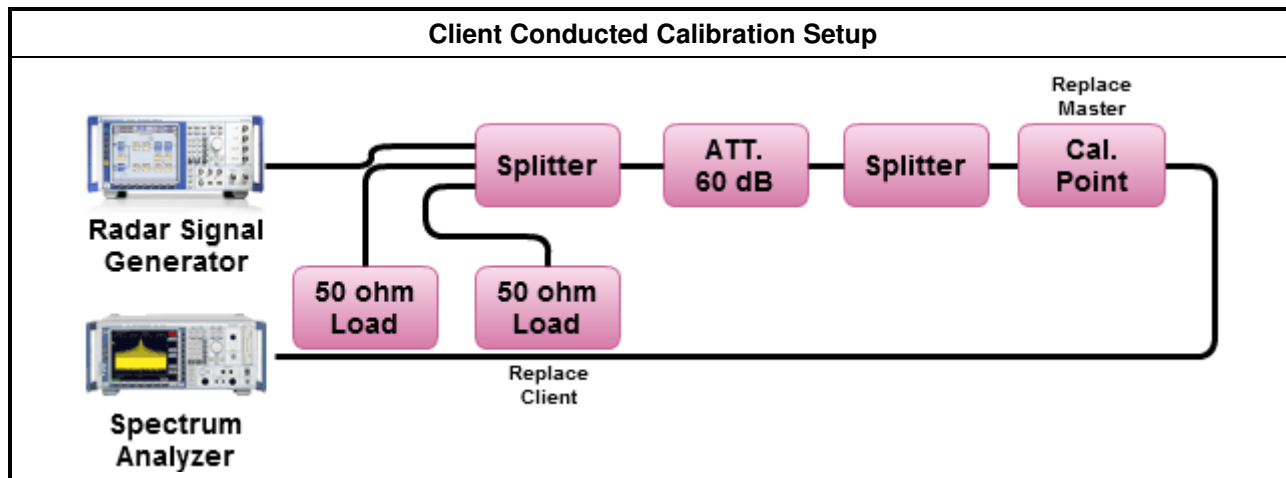 Client Conducted Calibration Setup
Replace
Master
Splitter
ATT.
60 dB
Splitter
Cal.
Point
Radar Signal
Generator
50 ohm
Load
50 ohm
Load
Replace
Client
Spectrum
Analyzer